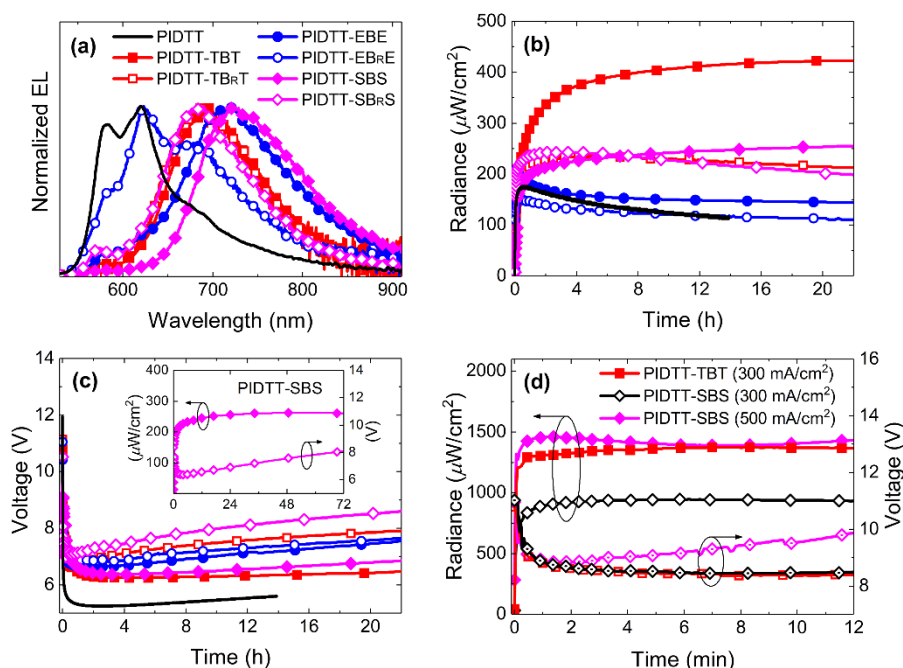 (a)
PIDTT
PIDTT-TBT
PIDTT-TBRT
PIDTT-EBE
PIDTT-EBRE
PIDTT-SBS
PIDTT-SBRS
Normalized EL
600 700 800 900
Wavelength (nm)
(b)
Radiance (μW/cm²)
500
400
300
200
100
0
0 4 8 12 16 20
Time (h)
(c)
Voltage (V)
14
12
10
8
6
0 4 8 12 16 20
Time (h)
PIDTT-SBS
(μW/cm²)
400
300
200
100
0 24 48 72
14
12
10
8
6
(V)
(d)
PIDTT-TBT (300 mA/cm²)
PIDTT-SBS (300 mA/cm²)
PIDTT-SBS (500 mA/cm²)
Radiance (μW/cm²)
2000
1500
1000
500
0
0 2 4 6 8 10 12
Time (min)
16
14
12
10
8
Voltage (V)